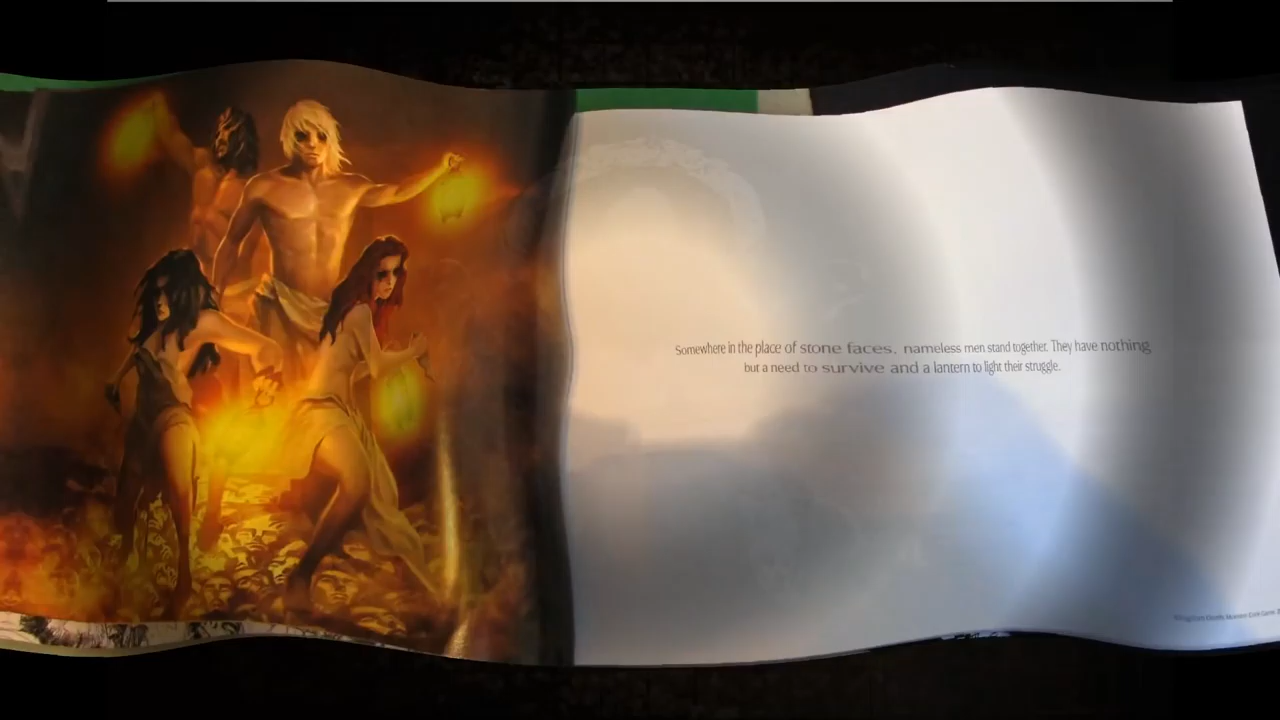 Somewhere in the place of stone faces, nameless men stand together. They have nothing
but a need to survive and a lantern to light their struggle.